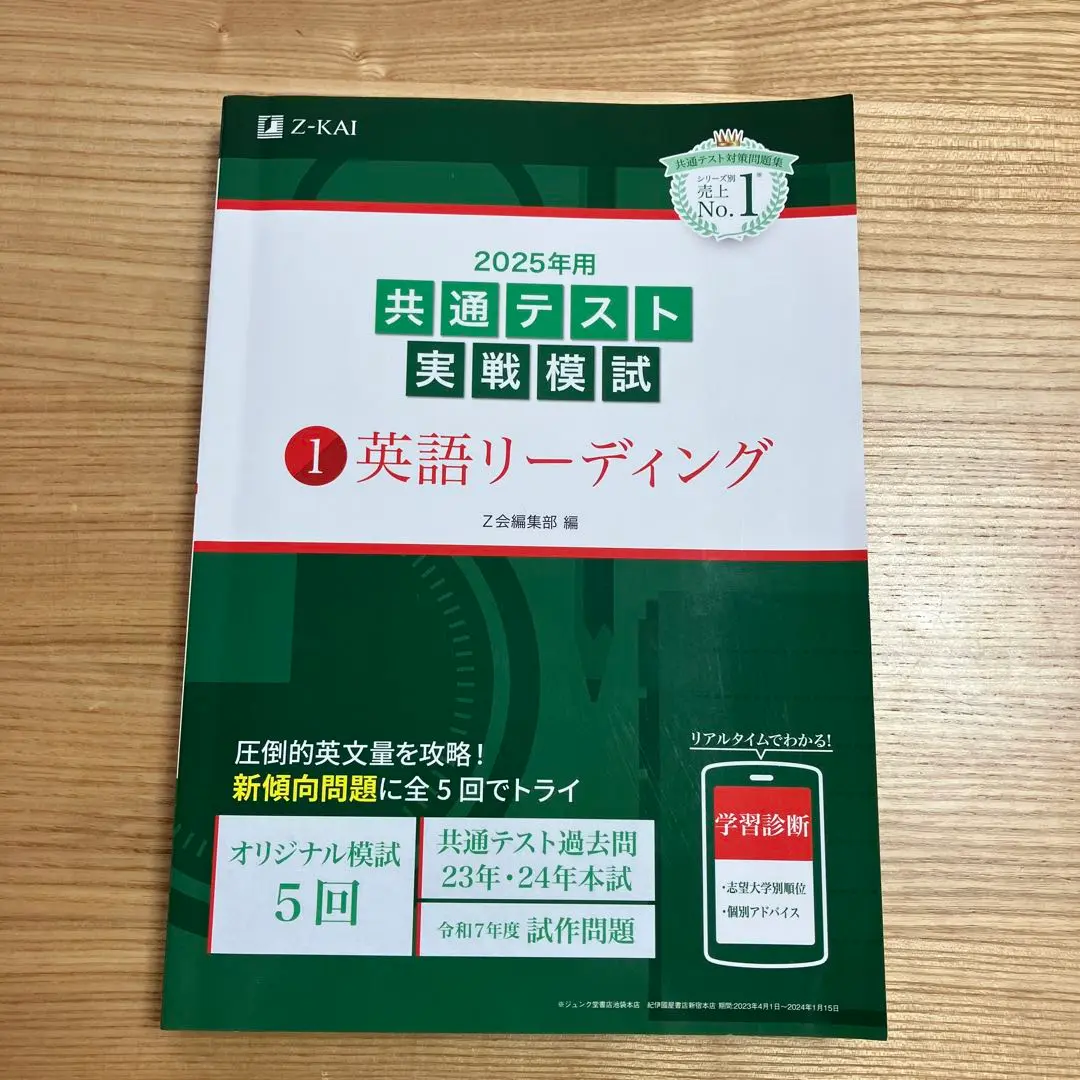 Z-KAI
共通テスト対策問題集
シリーズ別
売上
No.1※
2025年用
共通テスト
実戦模試
1 英語リーディング
Z会編集部 編
圧倒的英文量を攻略!
新傾向問題に全5回でトライ
オリジナル模試
5回
共通テスト過去問
23年・24年本試
令和7年度 試作問題
リアルタイムでわかる!
学習診断
・志望大学別順位
・個別アドバイス
※ジュンク堂書店池袋本店 紀伊國屋書店新宿本店 期間:2023年4月1日〜2024年1月15日